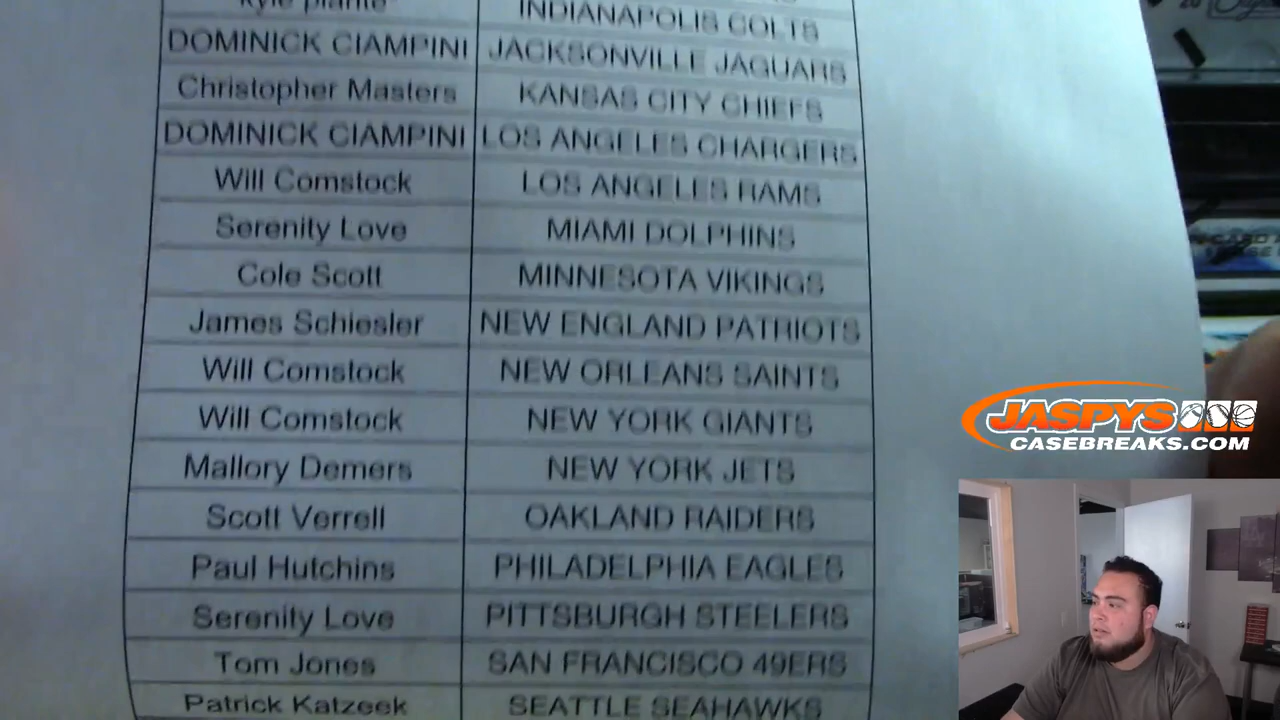 kyle plante
INDIANAPOLIS COLTS
DOMINICK CIAMPINI JACKSONVILLE JAGUARS
Christopher Masters KANSAS CITY CHIEFS
DOMINICK CIAMPINI LOS ANGELES CHARGERS
Will Comstock LOS ANGELES RAMS
Serenity Love MIAMI DOLPHINS
Cole Scott MINNESOTA VIKINGS
James Schiesler NEW ENGLAND PATRIOTS
Will Comstock NEW ORLEANS SAINTS
Will Comstock NEW YORK GIANTS
Mallory Demers NEW YORK JETS
Scott Verrell OAKLAND RAIDERS
Paul Hutchins PHILADELPHIA EAGLES
Serenity Love PITTSBURGH STEELERS
Tom Jones SAN FRANCISCO 49ERS
Patrick Katzeek SEATTLE SEAHAWKS
JASPYS
CASEBREAKS.COM